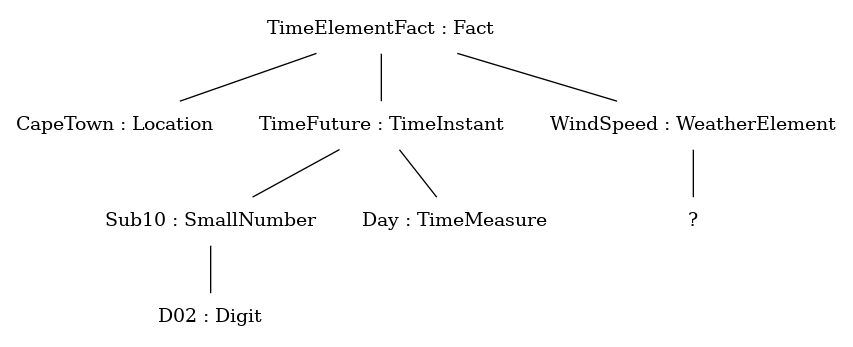 TimeElementFact : Fact
CapeTown : Location
TimeFuture : TimeInstant
WindSpeed : WeatherElement
Sub10 : SmallNumber
Day : TimeMeasure
?
D02 : Digit